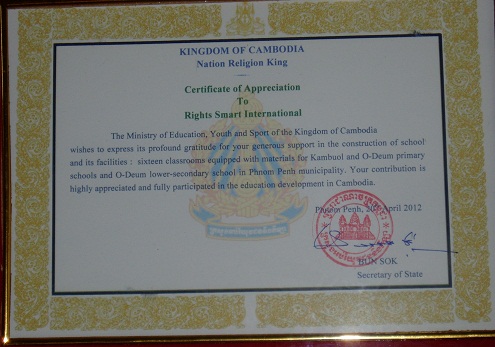 KINGDOM OF CAMBODIA
Nation Religion King
Certificate of Appreciation
To
Rights Smart International
The Ministry of Education, Youth and Sport of the Kingdom of Cambodia
wishes to express its profound gratitude for your generous support in the construction of school
and its facilities : sixteen classrooms equipped with materials for Kambuol and O-Deum primary
schools and O-Deum lower-secondary school in Phnom Penh municipality. Your contribution is
highly appreciated and fully participated in the education development in Cambodia.
Phnom Penh, April 2012
SOK
Secretary of State